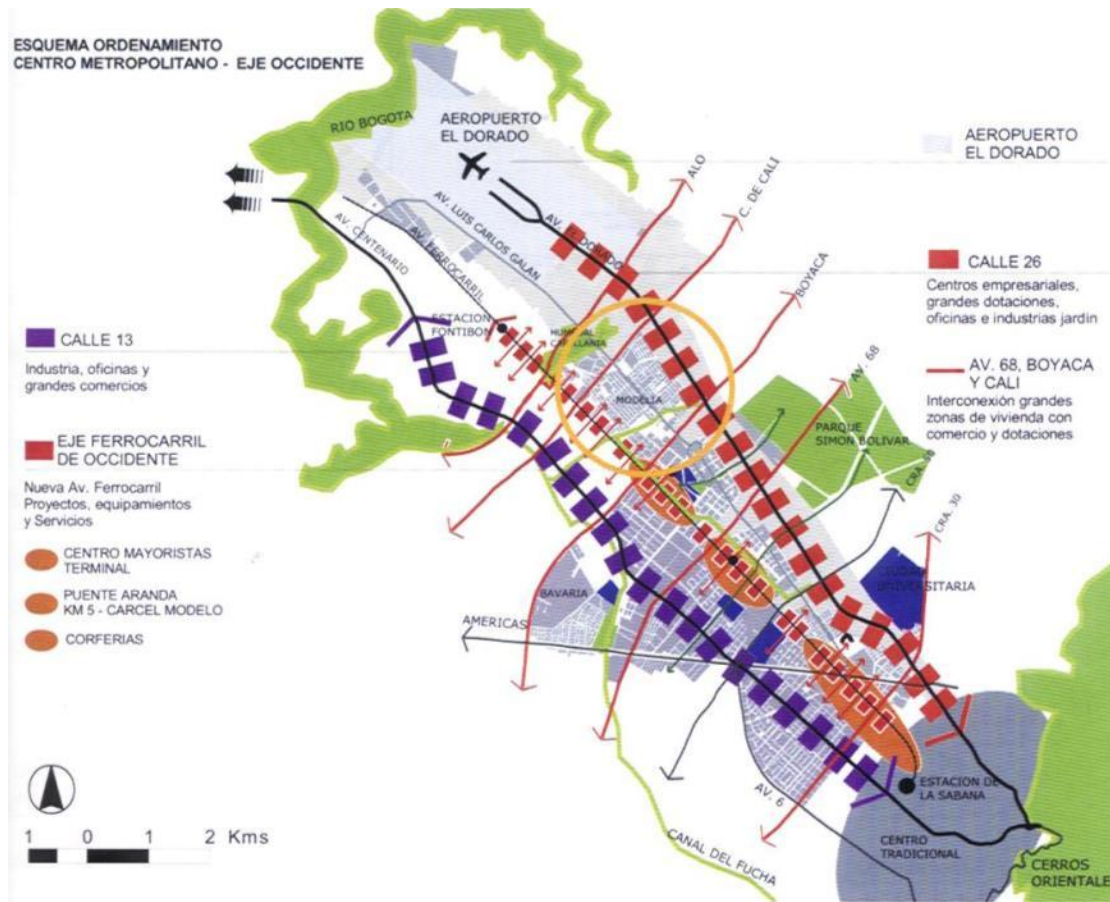 ESQUEMA ORDENAMIENTO
CENTRO METROPOLITANO - EJE OCCIDENTE
RIO BOGOTA
AEROPUERTO
EL DORADO
AEROPUERTO
EL DORADO
ALO
C. DE CALI
BOYACA
AV. 68
AV. LUIS CARLOS GALAN
AV. EL DORADO
AV. CENTENARIO
AV. FERROCARRIL
ESTACION
FONTIBON
HUMEDAL
CAPELLANIA
MODELIA
PARQUE
SIMON BOLIVAR
CRA. 30
CIUDAD
UNIVERSITARIA
CALLE 26
Centros empresariales,
grandes dotaciones,
oficinas e industrias jardín
AV. 68, BOYACA
Y CALI
Interconexión grandes
zonas de vivienda con
comercio y dotaciones
CALLE 13
Industria, oficinas y
grandes comercios
EJE FERROCARRIL
DE OCCIDENTE
Nueva Av. Ferrocarril
Proyectos, equipamientos
y Servicios
CENTRO MAYORISTAS
TERMINAL
PUENTE ARANDA
KM 5 - CARCEL MODELO
CORFERIAS
BAVARIA
AMERICAS
AV. 6
ESTACION DE
LA SABANA
CENTRO
TRADICIONAL
CANAL DEL FUCHA
CERROS
ORIENTALE
1 0 1 2 Kms